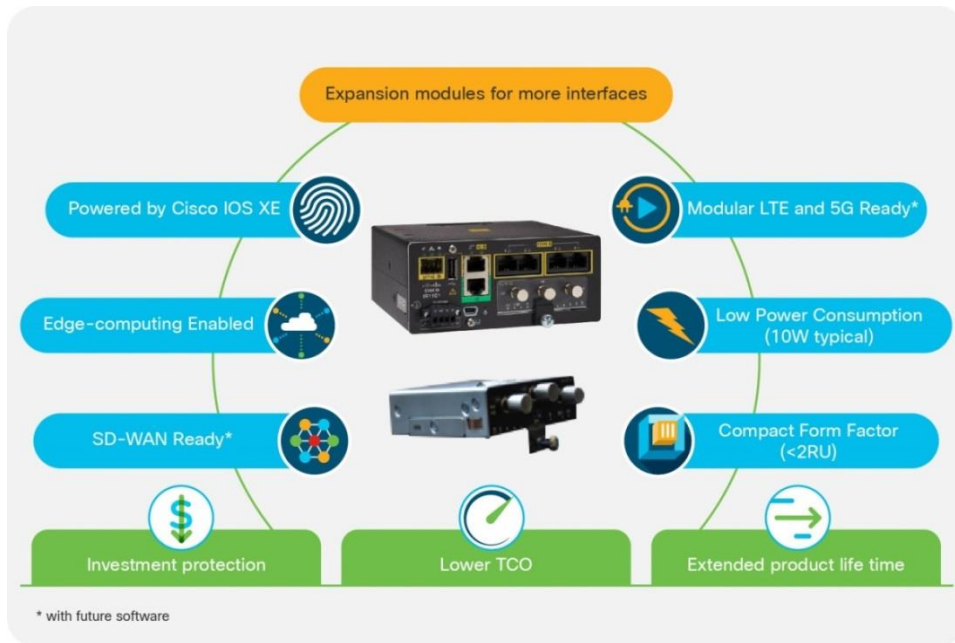 Expansion modules for more interfaces
Powered by Cisco IOS XE
Modular LTE and 5G Ready*
Edge-computing Enabled
Low Power Consumption
(10W typical)
SD-WAN Ready*
Compact Form Factor
(<2RU)
Investment protection
Lower TCO
Extended product life time
* with future software